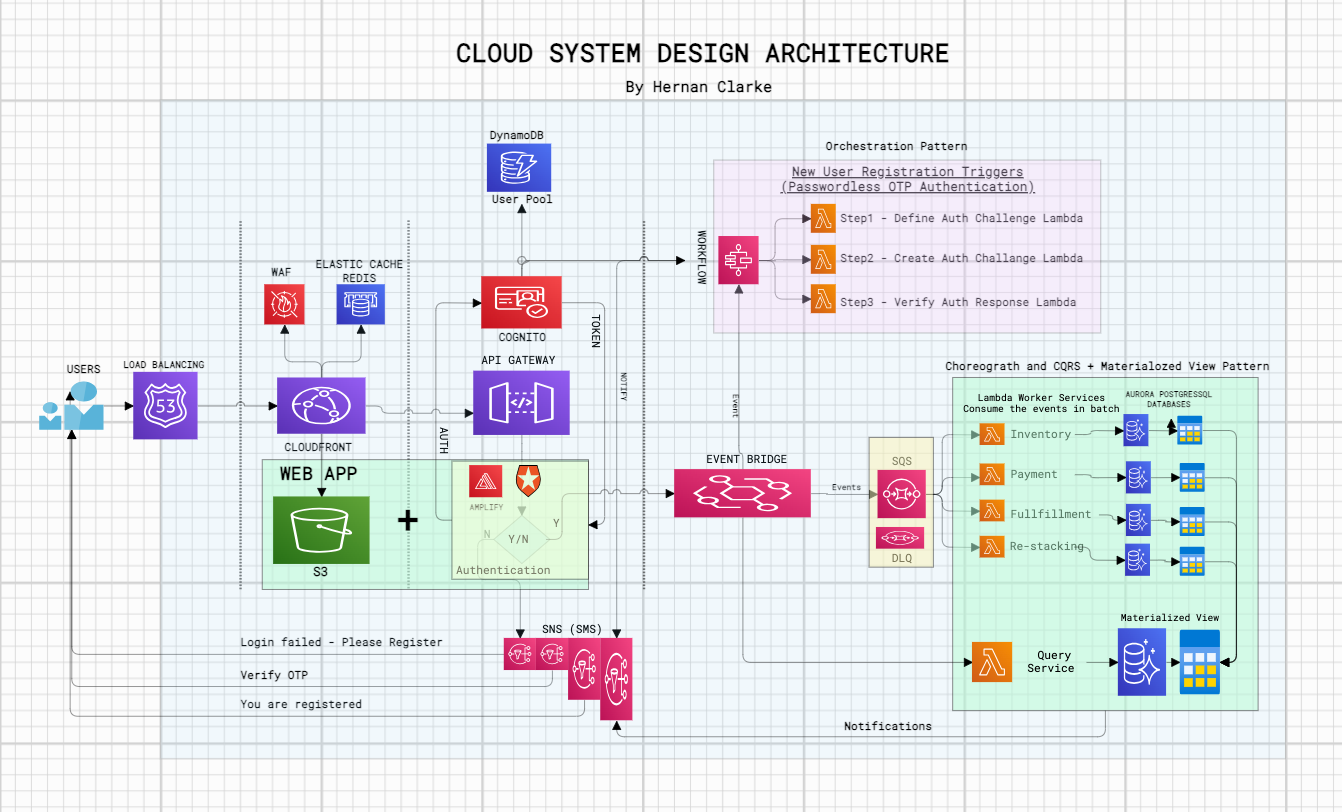 CLOUD SYSTEM DESIGN ARCHITECTURE
By Hernan Clarke
DynamoDB
User Pool
Orchestration Pattern
New User Registration Triggers
(Passwordless OTP Authentication)
Step1 - Define Auth Challenge Lambda
Step2 - Create Auth Challange Lambda
Step3 - Verify Auth Response Lambda
WORKFLOW
WAF
ELASTIC CACHE
REDIS
COGNITO
TOKEN
NOTIFY
USERS
LOAD BALANCING
53
API GATEWAY
CLOUDFRONT
AUTH
Event
Choreograth and CQRS + Materialozed View Pattern
Lambda Worker Services
Consume the events in batch
AURORA POSTGRESSQL
DATABASES
Inventory
Payment
Fullfillment
Re-stacking
WEB APP
S3
+
AMPLIFY
N
Y/N
Y
Authentication
EVENT BRIDGE
Events
SQS
DLQ
SNS (SMS)
Login failed - Please Register
Verify OTP
You are registered
Materialized View
Query
Service
Notifications